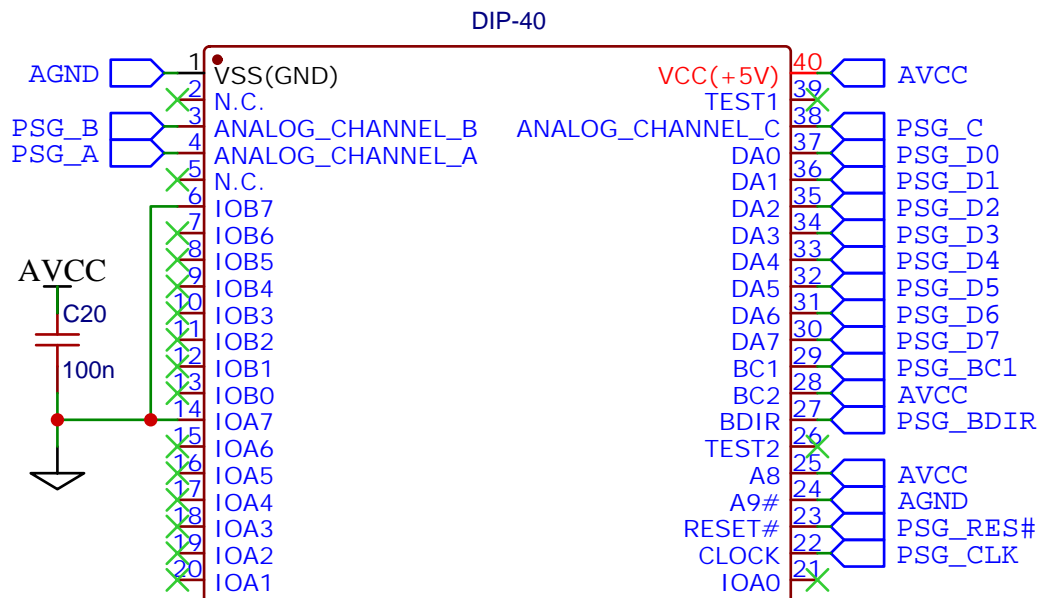 DIP-40
AGND 1 VSS(GND) VCC(+5V) 40 AVCC
2 N.C. TEST1 39
PSG_B 3 ANALOG_CHANNEL_B ANALOG_CHANNEL_C 38 PSG_C
PSG_A 4 ANALOG_CHANNEL_A DA0 37 PSG_D0
5 N.C. DA1 36 PSG_D1
6 IOB7 DA2 35 PSG_D2
7 IOB6 DA3 34 PSG_D3
8 IOB5 DA4 33 PSG_D4
AVCC 9 IOB4 DA5 32 PSG_D5
C20 10 IOB3 DA6 31 PSG_D6
11 IOB2 DA7 30 PSG_D7
100n 12 IOB1 BC1 29 PSG_BC1
13 IOB0 BC2 28 AVCC
14 IOA7 BDIR 27 PSG_BDIR
15 IOA6 TEST2 26
16 IOA5 A8 25 AVCC
17 IOA4 A9# 24 AGND
18 IOA3 RESET# 23 PSG_RES#
19 IOA2 CLOCK 22 PSG_CLK
20 IOA1 IOA0 21